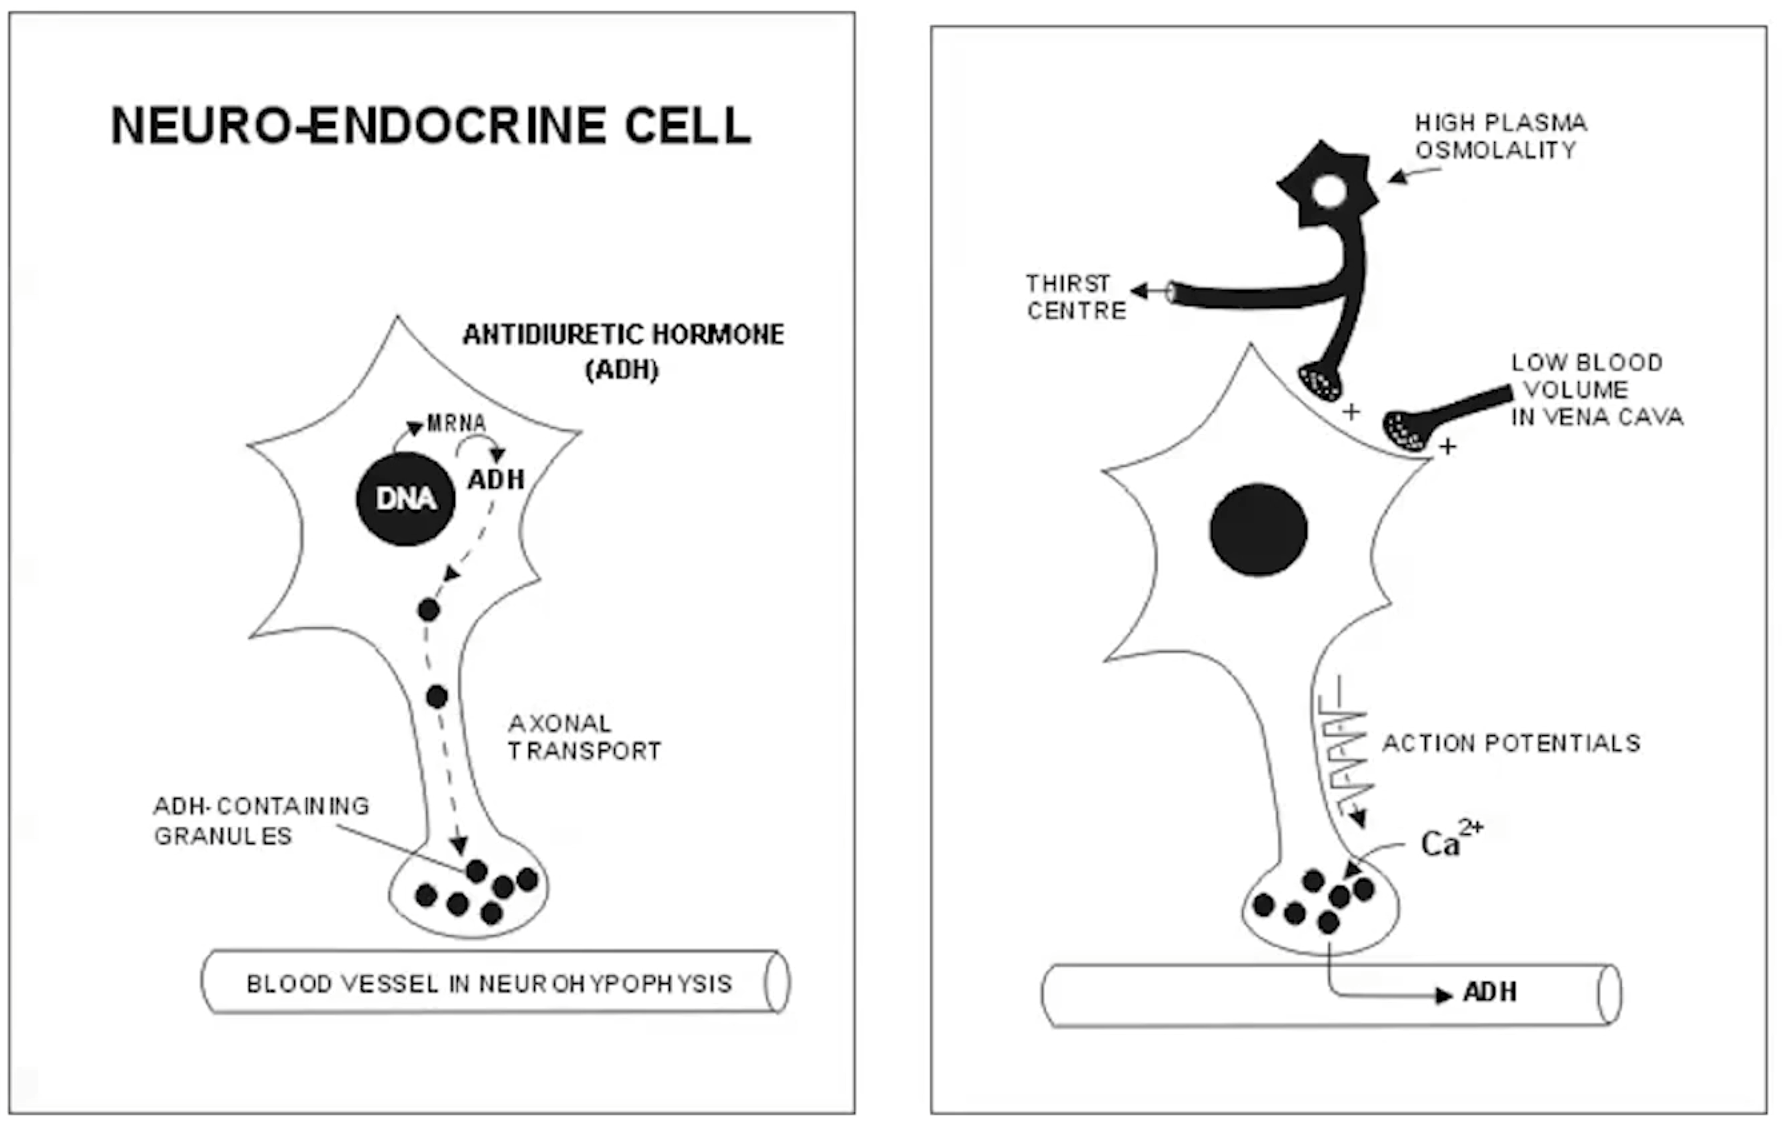 NEURO-ENDOCRINE CELL
ANTIDIURETIC HORMONE
(ADH)
MRNA
ADH
DNA
AXONAL
TRANSPORT
ADH-CONTAINING
GRANULES
BLOOD VESSEL IN NEUROHYPOPHYSIS
HIGH PLASMA
OSMOLALITY
THIRST
CENTRE
LOW BLOOD
VOLUME
IN VENA CAVA
+
+
ACTION POTENTIALS
Ca2+
ADH